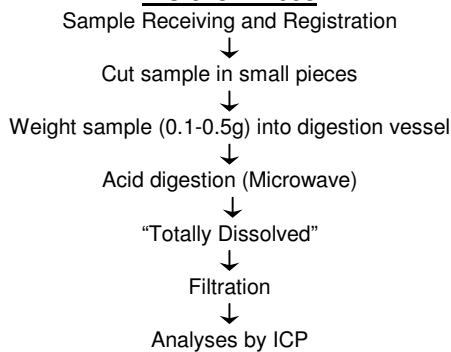 Sample Receiving and Registration
↓
Cut sample in small pieces
↓
Weight sample (0.1-0.5g) into digestion vessel
↓
Acid digestion (Microwave)
↓
“Totally Dissolved”
↓
Filtration
↓
Analyses by ICP